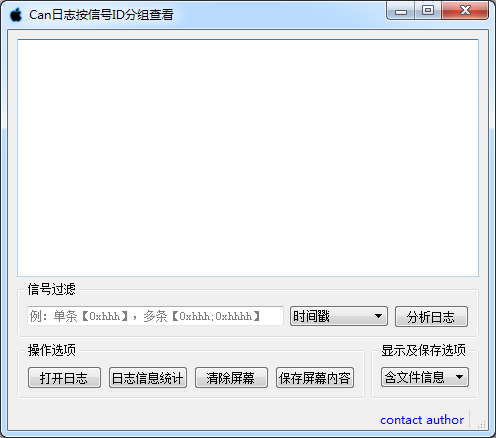 Can日志按信号ID分组查看
信号过滤
例：单条【0xhhh】，多条【0xhhh;0xhhhh】 时间戳 分析日志
操作选项 显示及保存选项
打开日志 日志信息统计 清除屏幕 保存屏幕内容 含文件信息
contact author